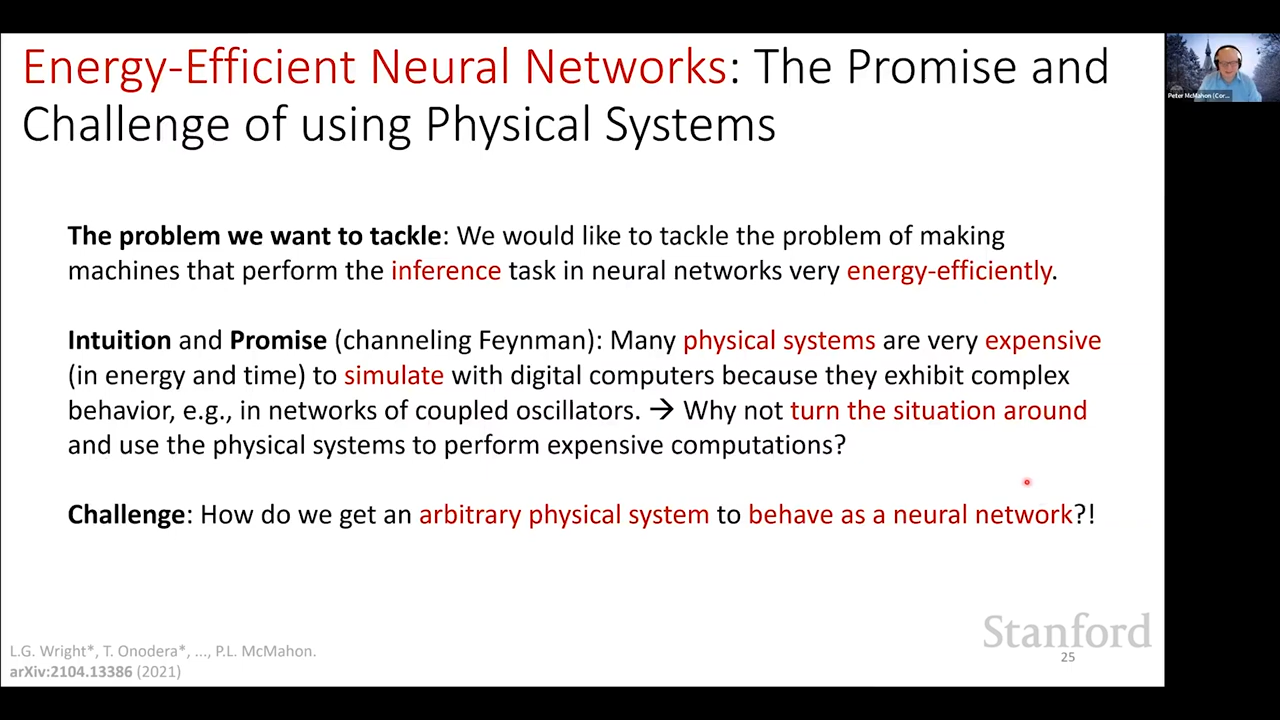 Energy-Efficient Neural Networks: The Promise and
Challenge of using Physical Systems
Peter McMahon (Cor...
The problem we want to tackle: We would like to tackle the problem of making
machines that perform the inference task in neural networks very energy-efficiently.
Intuition and Promise (channeling Feynman): Many physical systems are very expensive
(in energy and time) to simulate with digital computers because they exhibit complex
behavior, e.g., in networks of coupled oscillators. → Why not turn the situation around
and use the physical systems to perform expensive computations?
Challenge: How do we get an arbitrary physical system to behave as a neural network?!
Stanford
25
L.G. Wright*, T. Onodera*, ..., P.L. McMahon.
arXiv:2104.13386 (2021)